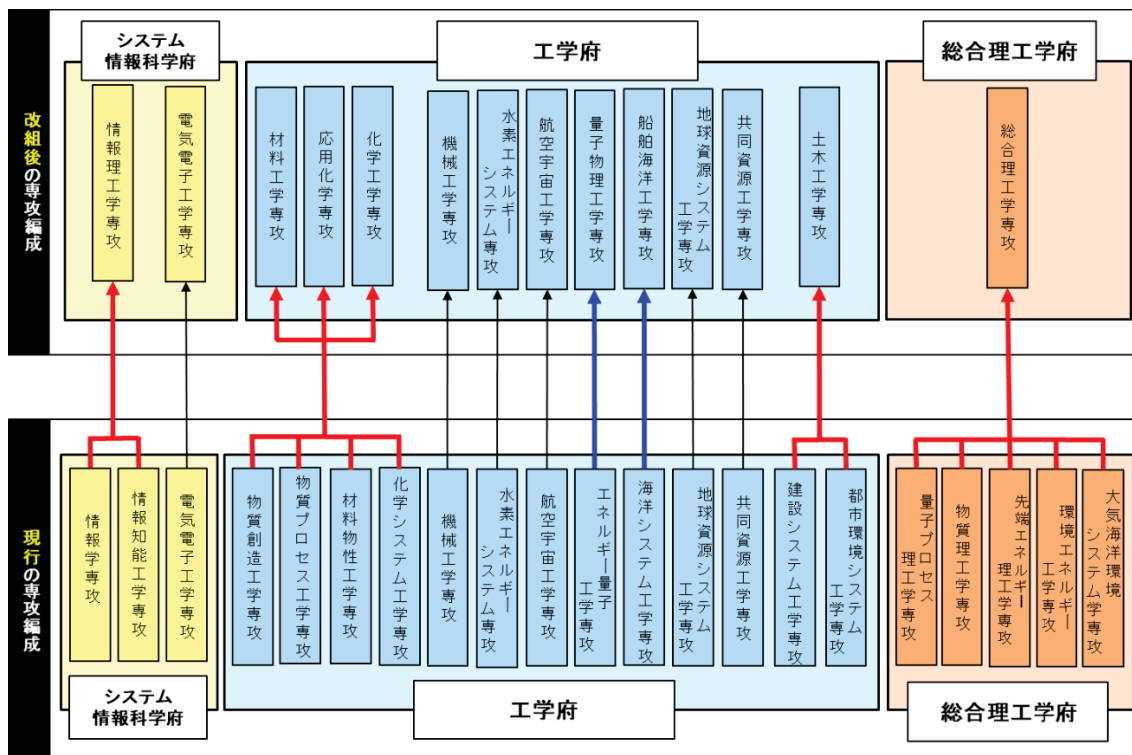 改組後の専攻編成
システム
情報科学府
工学府
総合理工学府
情報理工学専攻
電気電子工学専攻
材料工学専攻
応用化学専攻
化学工学専攻
機械工学専攻
水素エネルギー
システム専攻
航空宇宙工学専攻
量子物理工学専攻
船舶海洋工学専攻
地球資源システム
工学専攻
共同資源工学専攻
土木工学専攻
総合理工学専攻
現行の専攻編成
情報学専攻
情報知能工学専攻
電気電子工学専攻
物質創造工学専攻
物質プロセス工学専攻
材料物性工学専攻
化学システム工学専攻
機械工学専攻
水素エネルギー
システム専攻
航空宇宙工学専攻
エネルギー量子
工学専攻
海洋システム工学専攻
地球資源システム
工学専攻
共同資源工学専攻
建設システム工学専攻
都市環境システム
工学専攻
量子プロセス
理工学専攻
物質理工学専攻
先端エネルギー
理工学専攻
環境エネルギー
工学専攻
大気海洋環境
システム学専攻
システム
情報科学府
工学府
総合理工学府